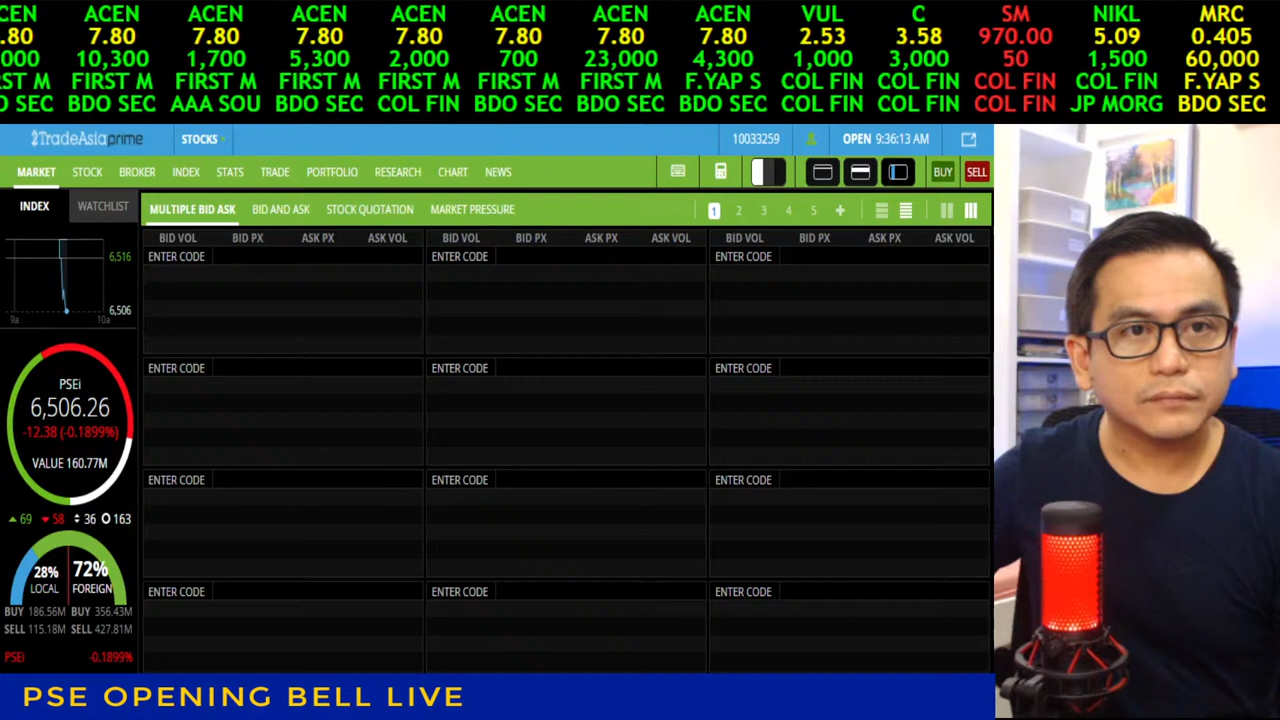 CEN ACEN ACEN ACEN ACEN ACEN ACEN ACEN VUL C SM NIKL MRC
.80 7.80 7.80 7.80 7.80 7.80 7.80 7.80 2.53 3.58 970.00 5.09 0.405
000 10,300 1,700 5,300 2,000 700 23,000 4,300 1,000 3,000 50 1,500 60,000
RST M FIRST M FIRST M FIRST M FIRST M FIRST M FIRST M F.YAP S COL FIN COL FIN COL FIN COL FIN F.YAP S
O SEC BDO SEC AAA SOU BDO SEC COL FIN BDO SEC BDO SEC BDO SEC COL FIN COL FIN COL FIN JP MORG BDO SEC
2TradeAsiaprime STOCKS 10033259 OPEN 9:36:13 AM
MARKET STOCK BROKER INDEX STATS TRADE PORTFOLIO RESEARCH CHART NEWS BUY SELL
INDEX WATCHLIST MULTIPLE BID ASK BID AND ASK STOCK QUOTATION MARKET PRESSURE 1 2 3 4 5 +
BID VOL BID PX ASK PX ASK VOL BID VOL BID PX ASK PX ASK VOL BID VOL BID PX ASK PX ASK VOL
6,516 ENTER CODE ENTER CODE ENTER CODE
6,506
9a 10a
ENTER CODE ENTER CODE ENTER CODE
PSEi
6,506.26
-12.38 (-0.1899%)
VALUE 160.77M
ENTER CODE ENTER CODE ENTER CODE
69 58 36 163
28% 72%
LOCAL FOREIGN
ENTER CODE ENTER CODE ENTER CODE
BUY 186.56M BUY 356.43M
SELL 115.18M SELL 427.81M
PSEi -0.1899%
PSE OPENING BELL LIVE